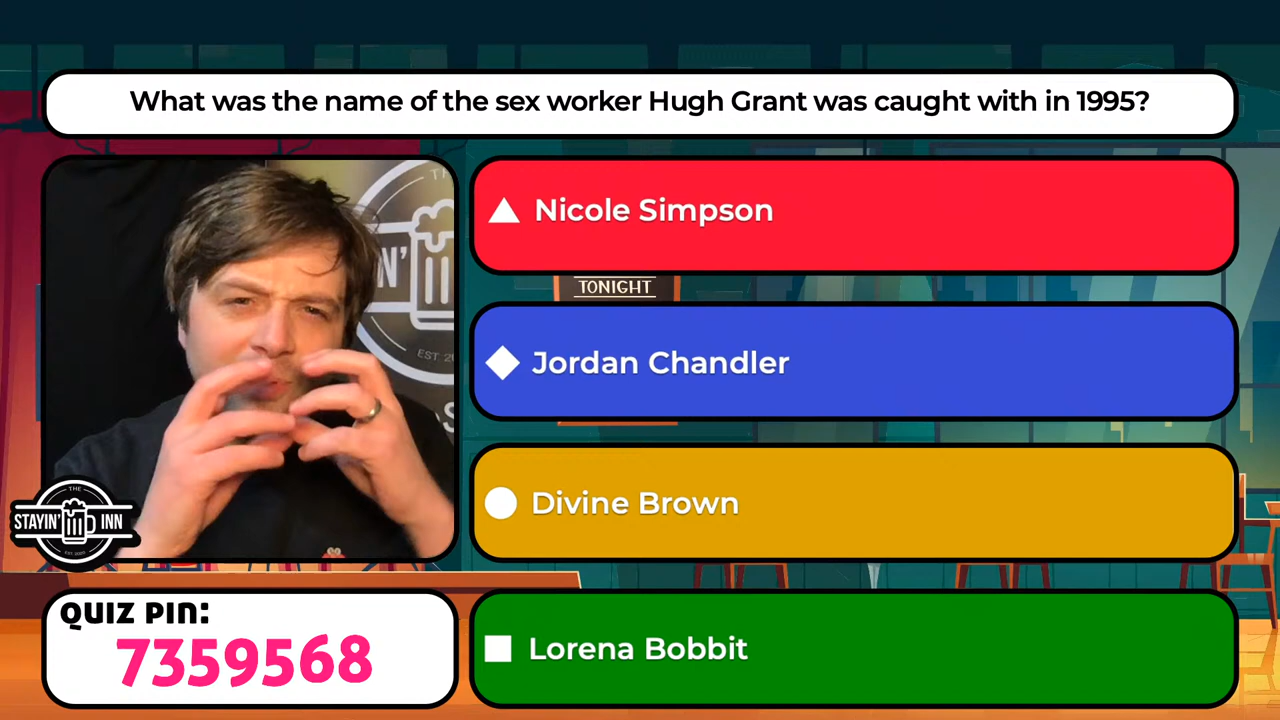 What was the name of the sex worker Hugh Grant was caught with in 1995?
Nicole Simpson
TONIGHT
Jordan Chandler
Divine Brown
Lorena Bobbit
THE
STAYIN' INN
QUIZ PIN:
7359568